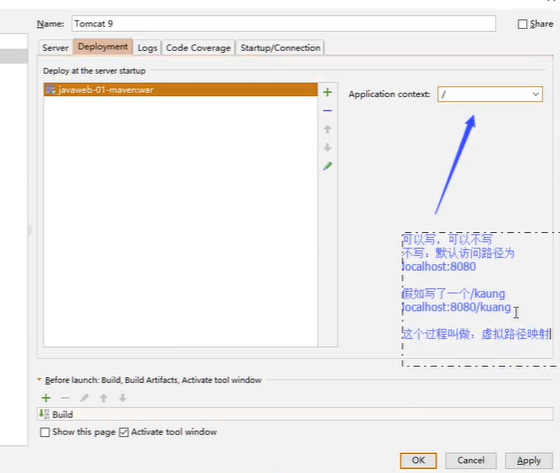 Name: Tomcat 9
Share
Server Deployment Logs Code Coverage Startup/Connection
Deploy at the server startup
javaweb-01-maven:war
Application context: /
可以写，可以不写
不写：默认访问路径为
localhost:8080
假如写了一个/kaung
localhost:8080/kuang
这个过程叫做：虚拟路径映射
Before launch: Build, Build Artifacts, Activate tool window
Build
Show this page Activate tool window
OK Cancel Apply